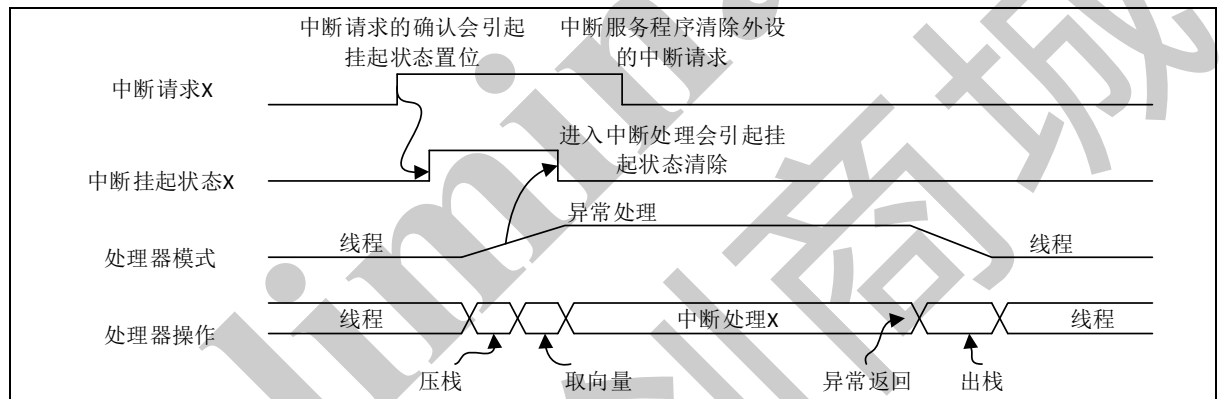 中断请求的确认会引起
挂起状态置位
中断服务程序清除外设
的中断请求
中断请求X
进入中断处理会引起挂
起状态清除
中断挂起状态X
异常处理
处理器模式
线程
线程
处理器操作
线程
中断处理X
线程
压栈
取向量
异常返回
出栈